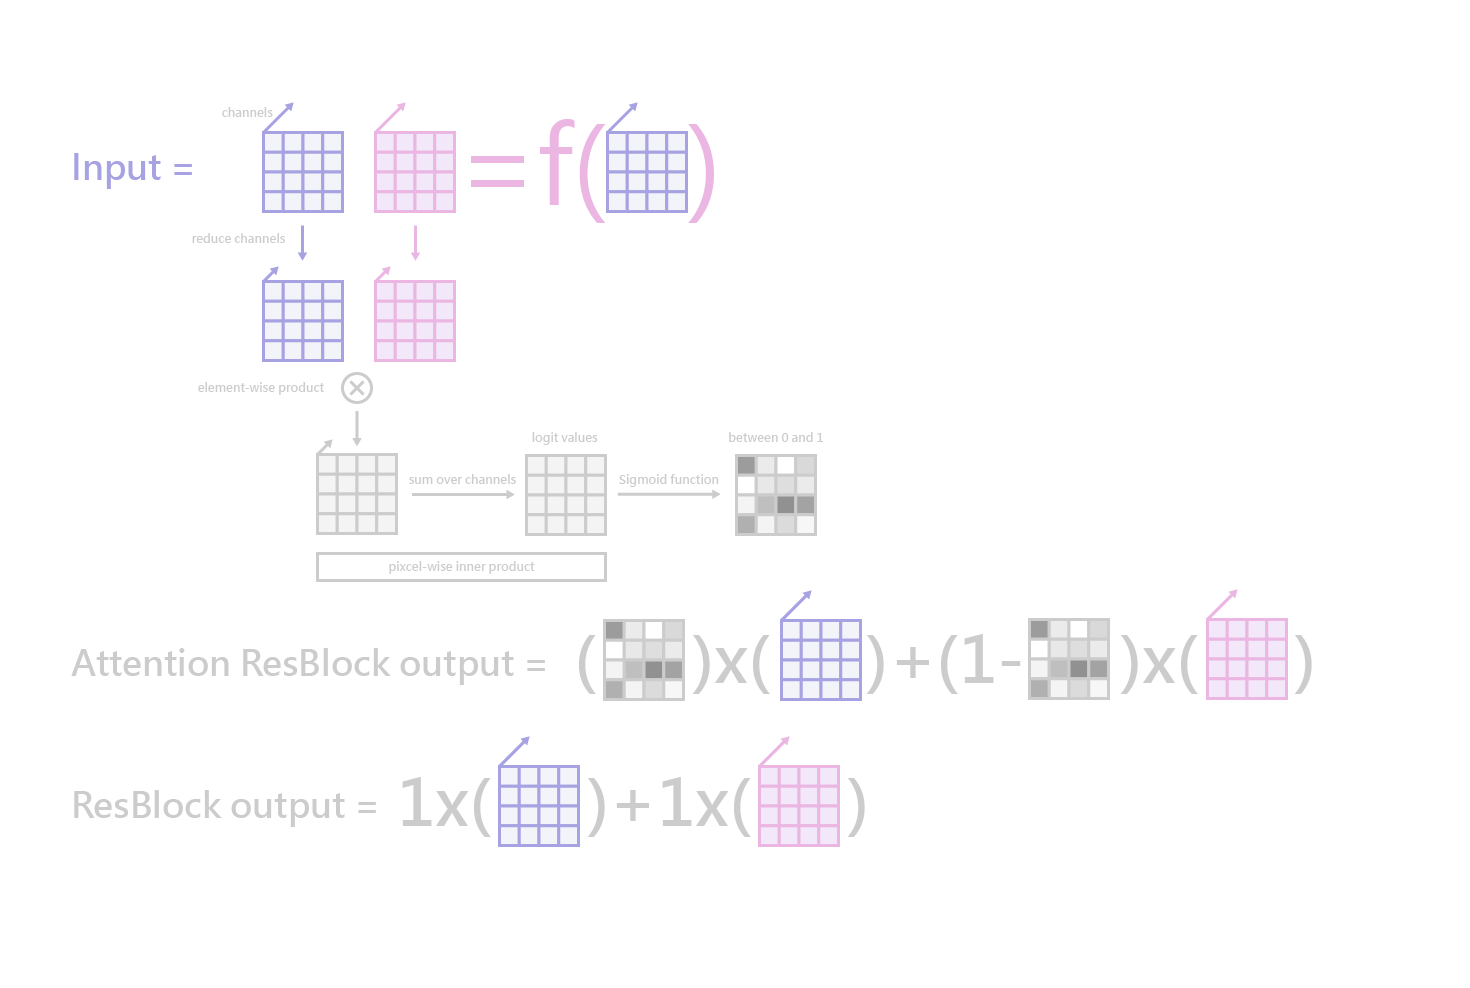 channels
Input = = f( )
reduce channels
element-wise product
logit values
between 0 and 1
sum over channels
Sigmoid function
pixcel-wise inner product
Attention ResBlock output = ( )x( )+(1- )x( )
ResBlock output = 1x( )+1x( )